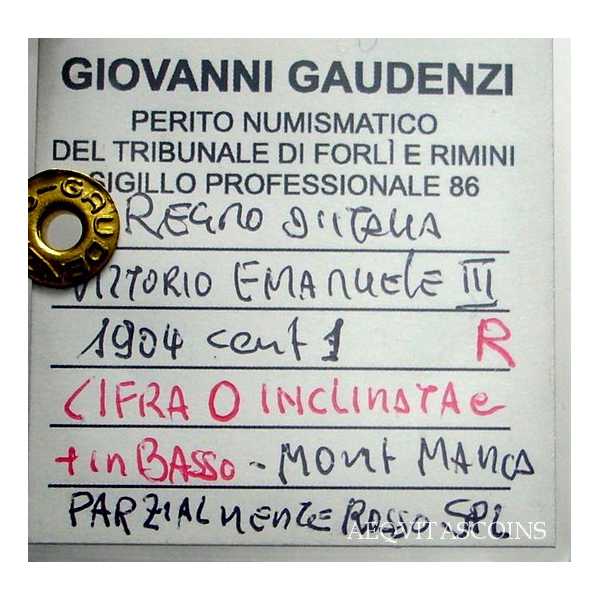 GIOVANNI GAUDENZI
PERITO NUMISMATICO
DEL TRIBUNALE DI FORLÌ E RIMINI
SIGILLO PROFESSIONALE 86
GAUDE
REGNO D'ITALIA
VITTORIO EMANUELE III
1904 cent 1 R
CIFRA O INCLINATA e
+ in BASSO - MONT MANCA
PARZIALMENTE ROSSO. SPL
AEQVITASCOINS